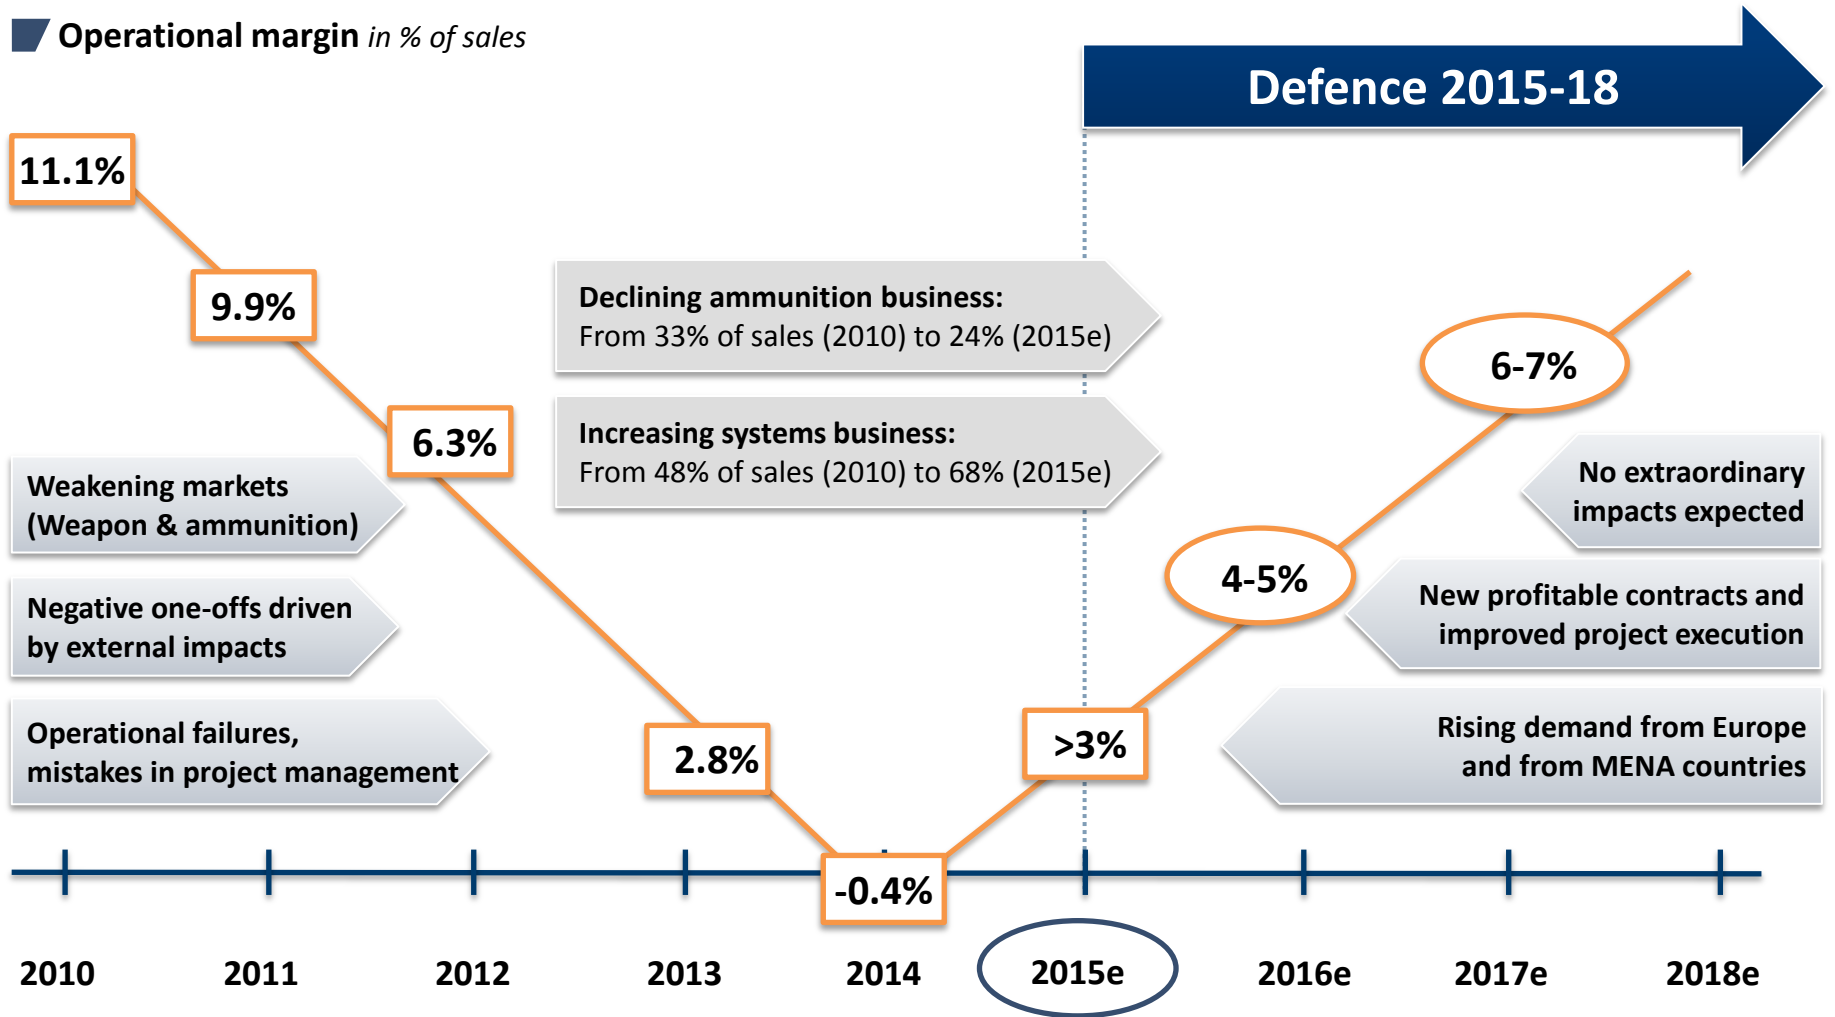 Operational margin in % of sales
Defence 2015-18
11.1%
9.9%
6.3%
2.8%
-0.4%
>3%
4-5%
6-7%
Declining ammunition business:
From 33% of sales (2010) to 24% (2015e)
Increasing systems business:
From 48% of sales (2010) to 68% (2015e)
Weakening markets
(Weapon & ammunition)
Negative one-offs driven
by external impacts
Operational failures,
mistakes in project management
No extraordinary
impacts expected
New profitable contracts and
improved project execution
Rising demand from Europe
and from MENA countries
2010
2011
2012
2013
2014
2015e
2016e
2017e
2018e